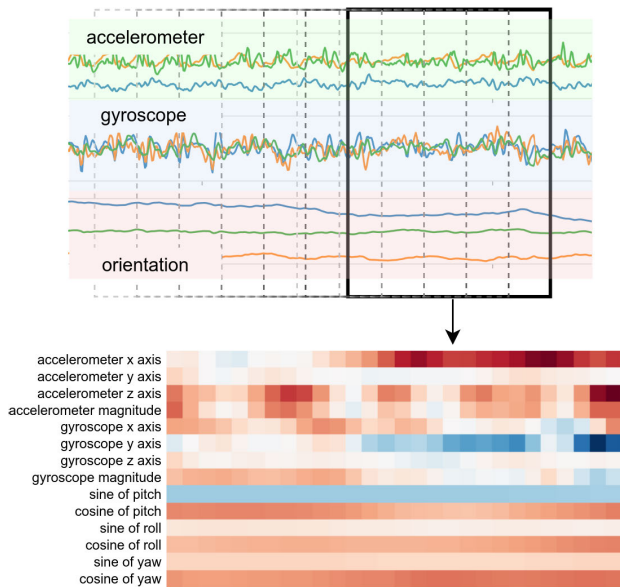 accelerometer
gyroscope
orientation
accelerometer x axis
accelerometer y axis
accelerometer z axis
accelerometer magnitude
gyroscope x axis
gyroscope y axis
gyroscope z axis
gyroscope magnitude
sine of pitch
cosine of pitch
sine of roll
cosine of roll
sine of yaw
cosine of yaw